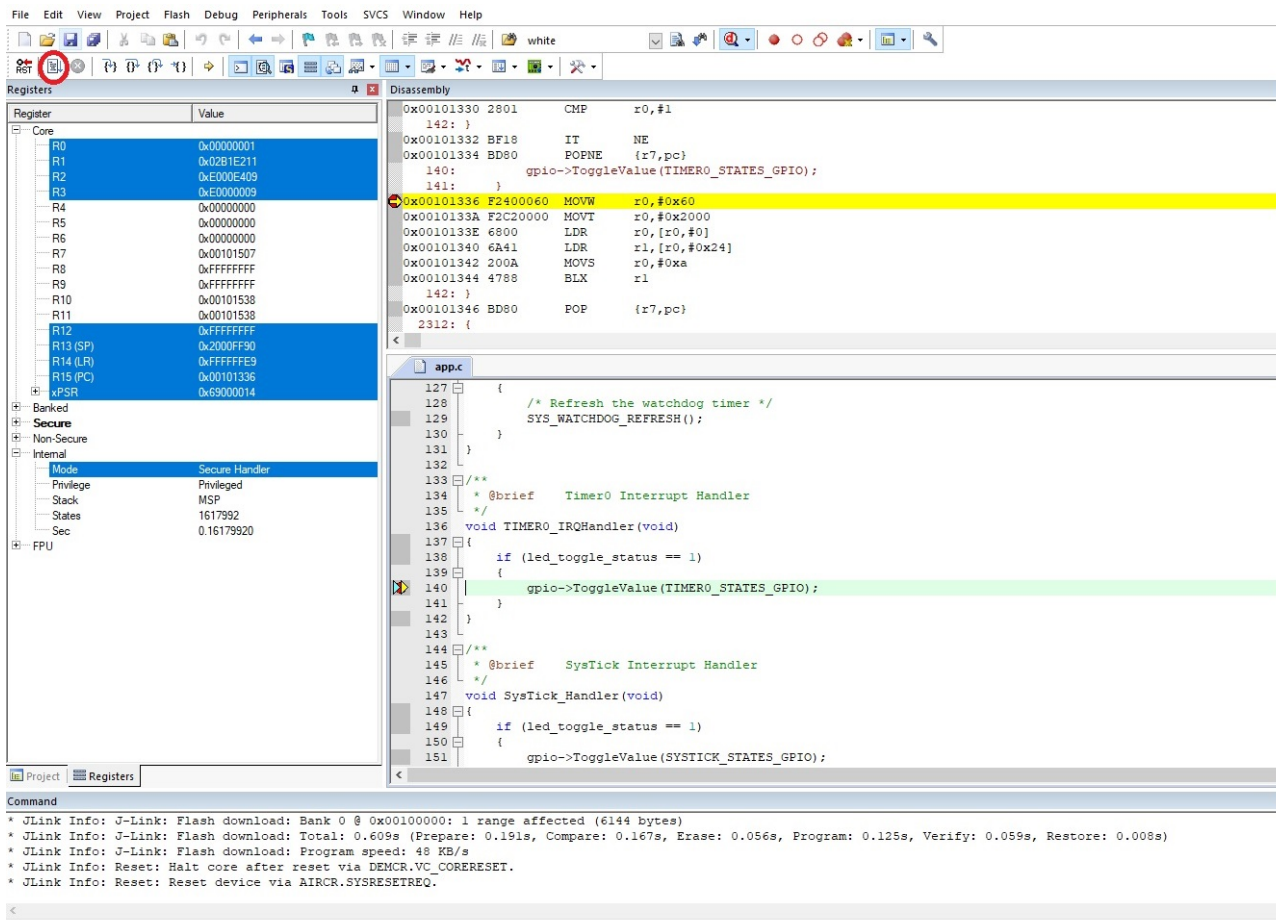 File Edit View Project Flash Debug Peripherals Tools SVCS Window Help
white
RST
Registers
Disassembly
Register Value
Core
R0 0x00000001
R1 0x02B1E211
R2 0xE000E409
R3 0xE0000009
R4 0x00000000
R5 0x00000000
R6 0x00000000
R7 0x00101507
R8 0xFFFFFFFF
R9 0xFFFFFFFF
R10 0x00101538
R11 0x00101538
R12 0xFFFFFFFF
R13 (SP) 0x2000FF90
R14 (LR) 0xFFFFFFE9
R15 (PC) 0x00101336
xPSR 0x69000014
Banked
Secure
Non-Secure
Internal
Mode Secure Handler
Privilege Privileged
Stack MSP
States 1617992
Sec 0.16179920
FPU
Project Registers
0x00101330 2801 CMP r0,#1
142: }
0x00101332 BF18 IT NE
0x00101334 BD80 POPNE {r7,pc}
140: gpio->ToggleValue(TIMER0_STATES_GPIO);
141: }
0x00101336 F2400060 MOVW r0,#0x60
0x0010133A F2C20000 MOVT r0,#0x2000
0x0010133E 6800 LDR r0,[r0,#0]
0x00101340 6A41 LDR r1,[r0,#0x24]
0x00101342 200A MOVS r0,#0xa
0x00101344 4788 BLX r1
142: }
0x00101346 BD80 POP {r7,pc}
2312: {
app.c
127 {
128 /* Refresh the watchdog timer */
129 SYS_WATCHDOG_REFRESH();
130 }
131 }
132
133 /**
134 * @brief Timer0 Interrupt Handler
135 */
136 void TIMER0_IRQHandler(void)
137 {
138 if (led_toggle_status == 1)
139 {
140 gpio->ToggleValue(TIMER0_STATES_GPIO);
141 }
142 }
143
144 /**
145 * @brief SysTick Interrupt Handler
146 */
147 void SysTick_Handler(void)
148 {
149 if (led_toggle_status == 1)
150 {
151 gpio->ToggleValue(SYSTICK_STATES_GPIO);
Command
* JLink Info: J-Link: Flash download: Bank 0 @ 0x00100000: 1 range affected (6144 bytes)
* JLink Info: J-Link: Flash download: Total: 0.609s (Prepare: 0.191s, Compare: 0.167s, Erase: 0.056s, Program: 0.125s, Verify: 0.059s, Restore: 0.008s)
* JLink Info: J-Link: Flash download: Program speed: 48 KB/s
* JLink Info: Reset: Halt core after reset via DEMCR.VC_CORERESET.
* JLink Info: Reset: Reset device via AIRCR.SYSRESETREQ.